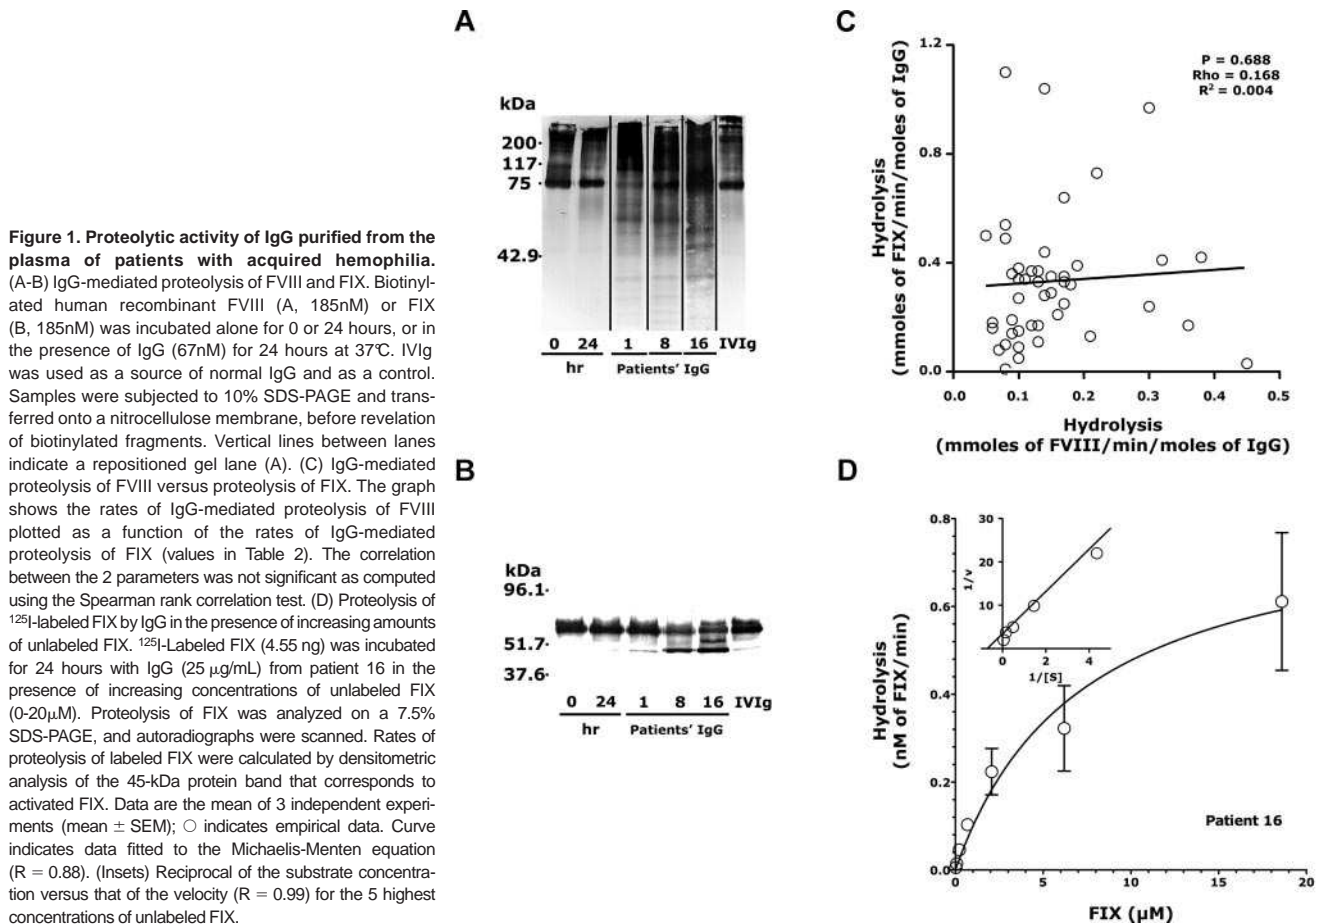 Figure 1. Proteolytic activity of IgG purified from the
plasma of patients with acquired hemophilia.
(A-B) IgG-mediated proteolysis of FVIII and FIX. Biotinyl-
ated human recombinant FVIII (A, 185nM) or FIX
(B, 185nM) was incubated alone for 0 or 24 hours, or in
the presence of IgG (67nM) for 24 hours at 37°C. IVIg
was used as a source of normal IgG and as a control.
Samples were subjected to 10% SDS-PAGE and trans-
ferred onto a nitrocellulose membrane, before revelation
of biotinylated fragments. Vertical lines between lanes
indicate a repositioned gel lane (A). (C) IgG-mediated
proteolysis of FVIII versus proteolysis of FIX. The graph
shows the rates of IgG-mediated proteolysis of FVIII
plotted as a function of the rates of IgG-mediated
proteolysis of FIX (values in Table 2). The correlation
between the 2 parameters was not significant as computed
using the Spearman rank correlation test. (D) Proteolysis of
¹²⁵I-labeled FIX by IgG in the presence of increasing amounts
of unlabeled FIX. ¹²⁵I-Labeled FIX (4.55 ng) was incubated
for 24 hours with IgG (25 μg/mL) from patient 16 in the
presence of increasing concentrations of unlabeled FIX
(0-20μM). Proteolysis of FIX was analyzed on a 7.5%
SDS-PAGE, and autoradiographs were scanned. Rates of
proteolysis of labeled FIX were calculated by densitometric
analysis of the 45-kDa protein band that corresponds to
activated FIX. Data are the mean of 3 independent experi-
ments (mean ± SEM); ○ indicates empirical data. Curve
indicates data fitted to the Michaelis-Menten equation
(R = 0.88). (Insets) Reciprocal of the substrate concentra-
tion versus that of the velocity (R = 0.99) for the 5 highest
concentrations of unlabeled FIX.
A
kDa
200
117
75
42.9
0 24 1 8 16 IVIg
hr Patients' IgG
B
kDa
96.1
51.7
37.6
0 24 1 8 16 IVIg
hr Patients' IgG
C
Hydrolysis
(mmoles of FIX/min/moles of IgG)
1.2
0.8
0.4
0.0
P = 0.688
Rho = 0.168
R² = 0.004
0.0 0.1 0.2 0.3 0.4 0.5
Hydrolysis
(mmoles of FVIII/min/moles of IgG)
D
Hydrolysis
(nM of FIX/min)
0.8
0.6
0.4
0.2
0.0
1/v
30
20
10
0 2 4
1/[S]
Patient 16
0 5 10 15 20
FIX (μM)